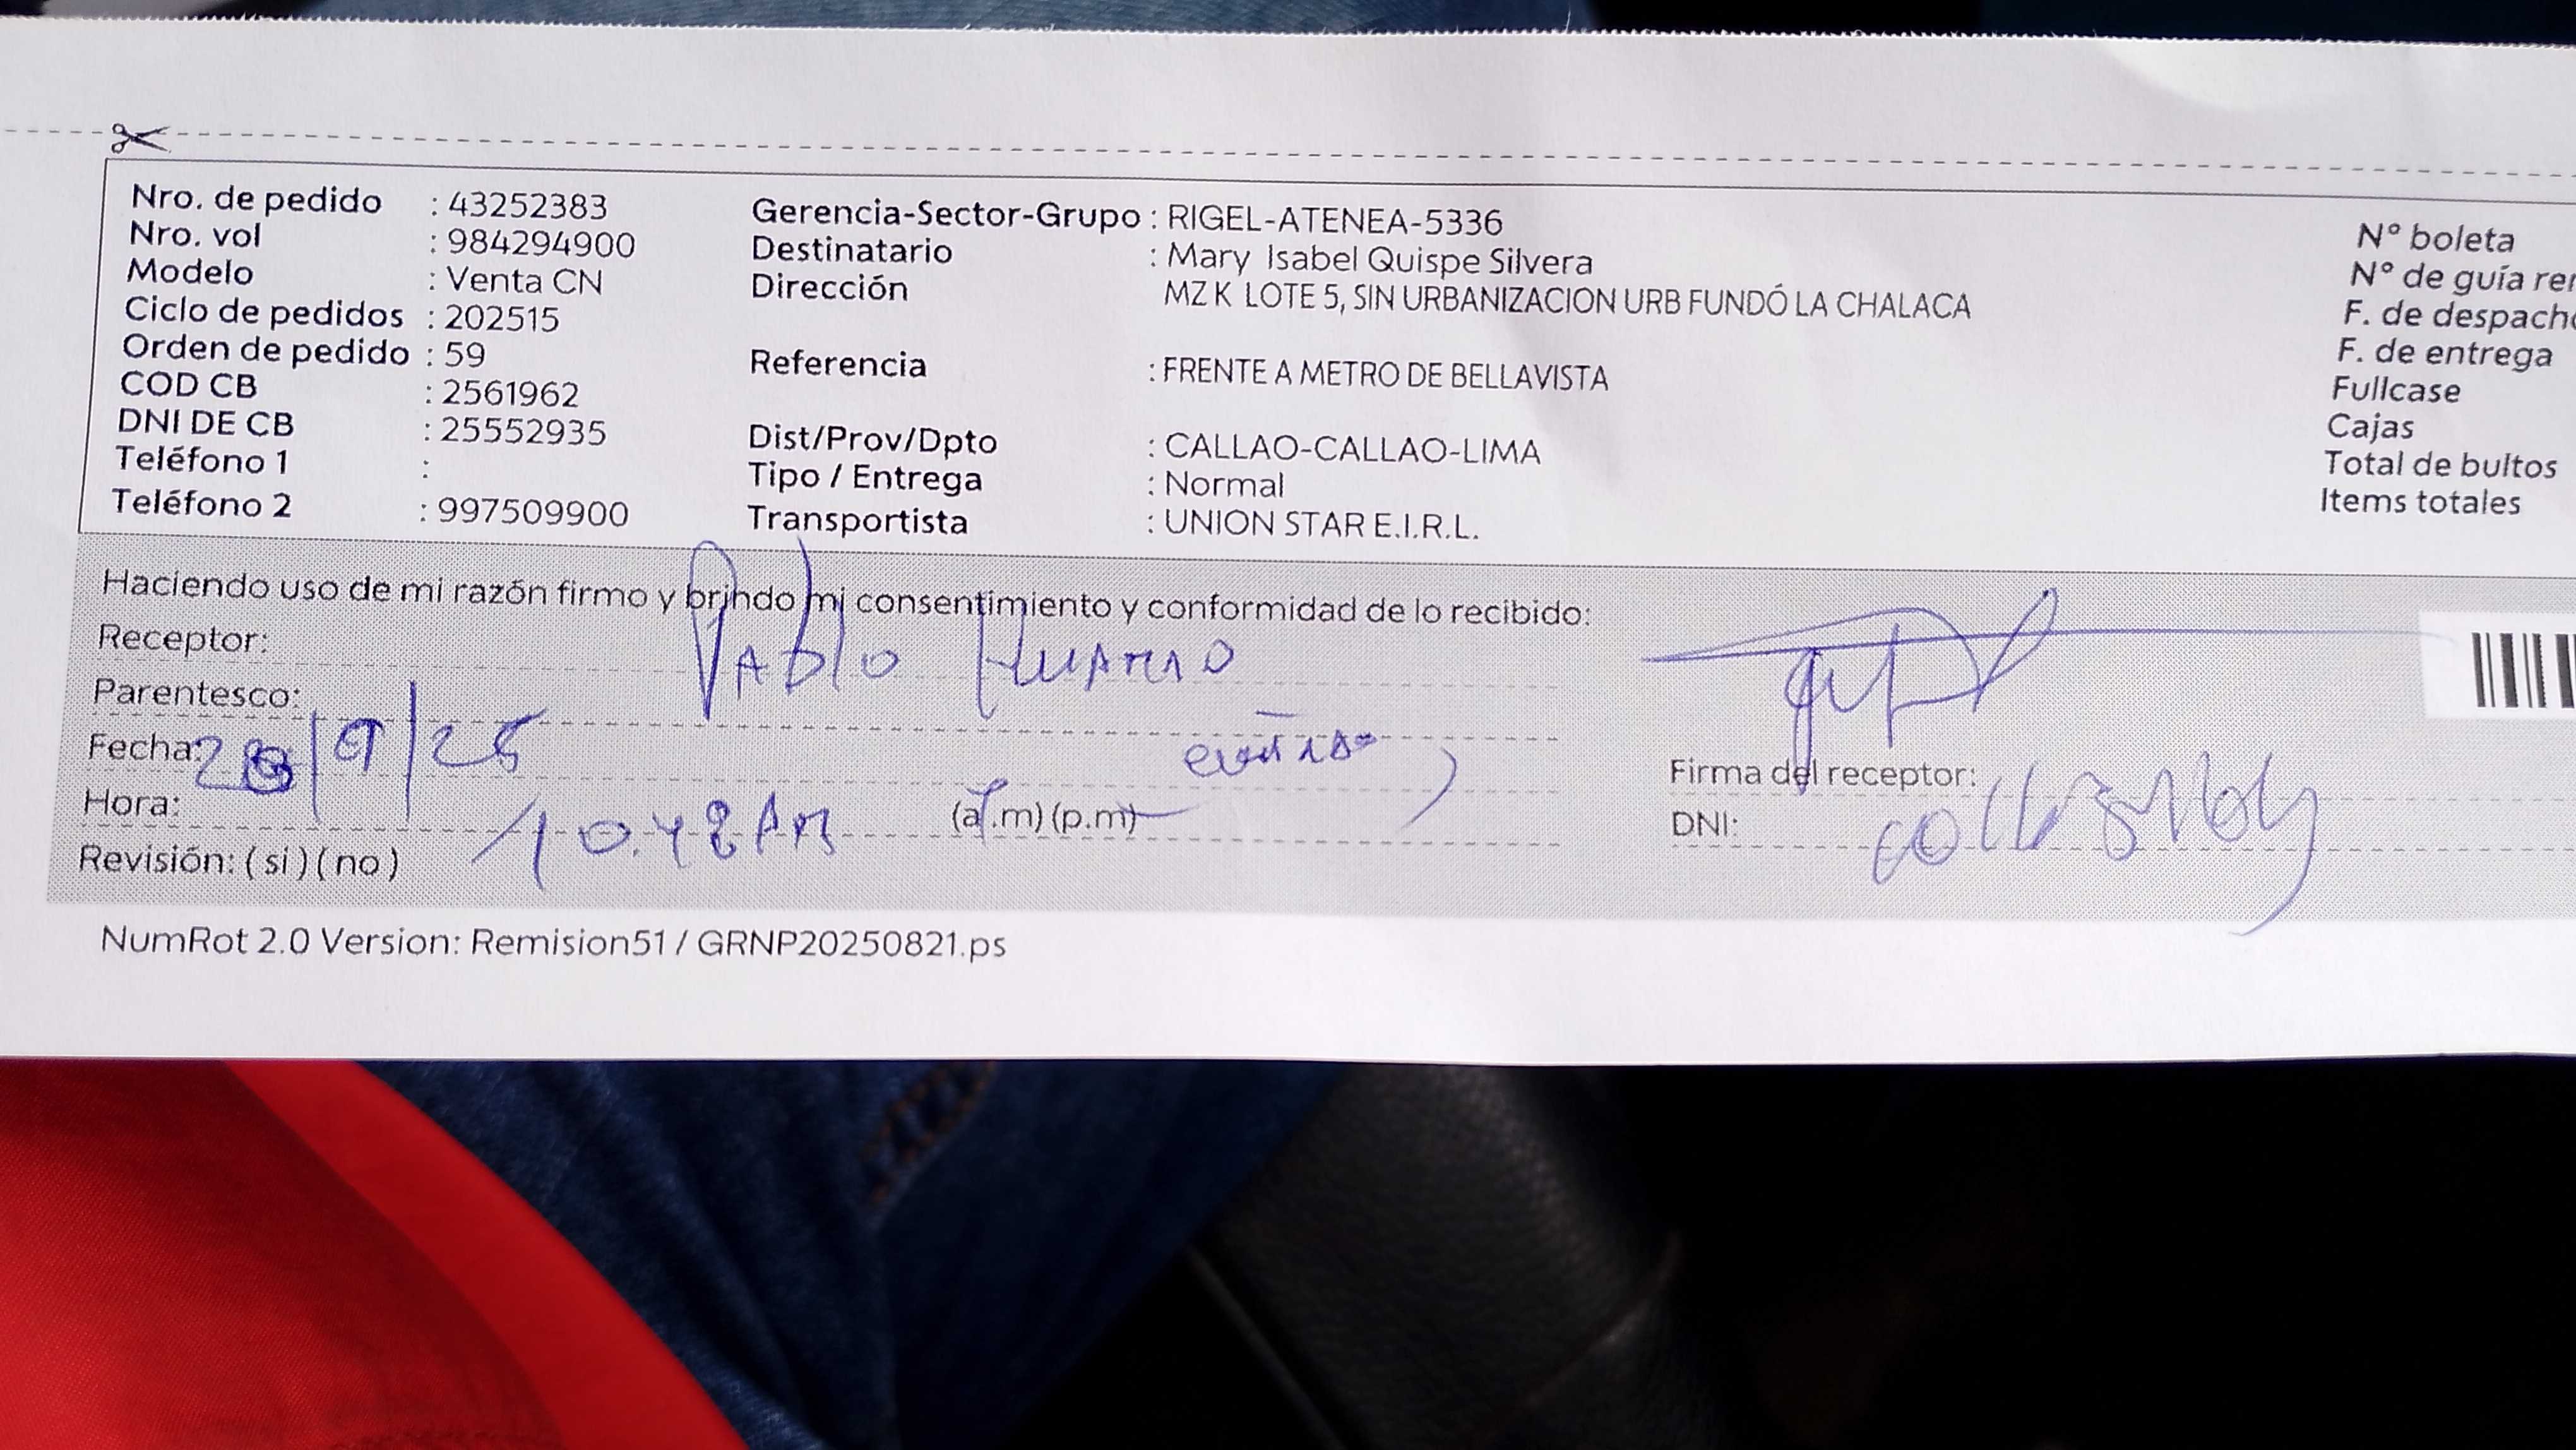 Nro. de pedido : 43252383
Nro. vol : 984294900
Modelo : Venta CN
Ciclo de pedidos : 202515
Orden de pedido : 59
COD CB : 2561962
DNI DE CB : 25552935
Teléfono 1 :
Teléfono 2 : 997509900
Gerencia-Sector-Grupo : RIGEL-ATENEA-5336
Destinatario : Mary Isabel Quispe Silvera
Dirección MZ K LOTE 5, SIN URBANIZACION URB FUNDÓ LA CHALACA
Referencia : FRENTE A METRO DE BELLAVISTA
Dist/Prov/Dpto : CALLAO-CALLAO-LIMA
Tipo / Entrega : Normal
Transportista : UNION STAR E.I.R.L.
N° boleta
N° de guía
F. de despacho
F. de entrega
Fullcase
Cajas
Total de bultos
Items totales
Haciendo uso de mi razón firmo y brindo mi consentimiento y conformidad de lo recibido:
Receptor: Pablo
Parentesco:
Fecha:
Hora: 10.48 AM (a.m) (p.m)
Revisión: ( si ) ( no )
Firma del receptor:
DNI:
NumRot 2.0 Version: Remision51 / GRNP20250821.ps